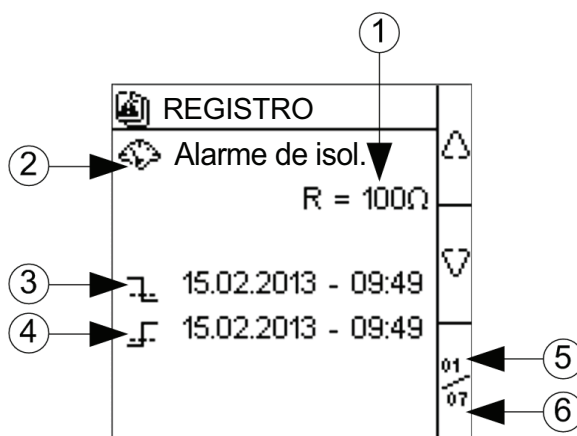 1
REGISTRO
2
Alarme de isol.
R = 100Ω
3
15.02.2013 - 09:49
4
15.02.2013 - 09:49
01
5
07
6